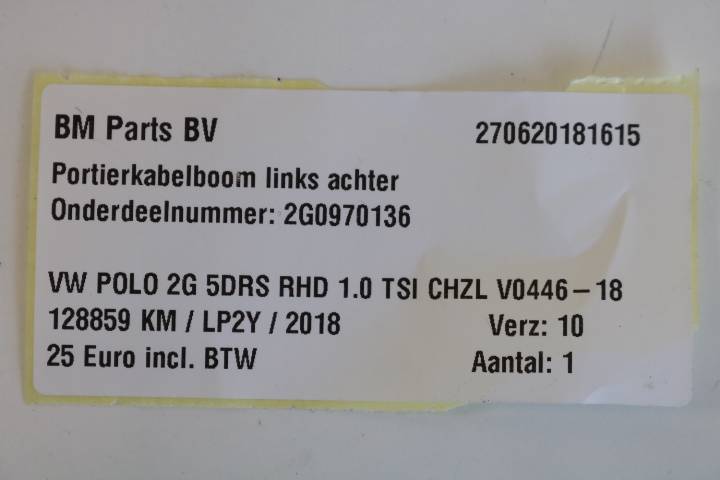 BM Parts BV 270620181615
Portierkabelboom links achter
Onderdeelnummer: 2G0970136
VW POLO 2G 5DRS RHD 1.0 TSI CHZL V0446-18
128859 KM / LP2Y / 2018 Verz: 10
25 Euro incl. BTW Aantal: 1